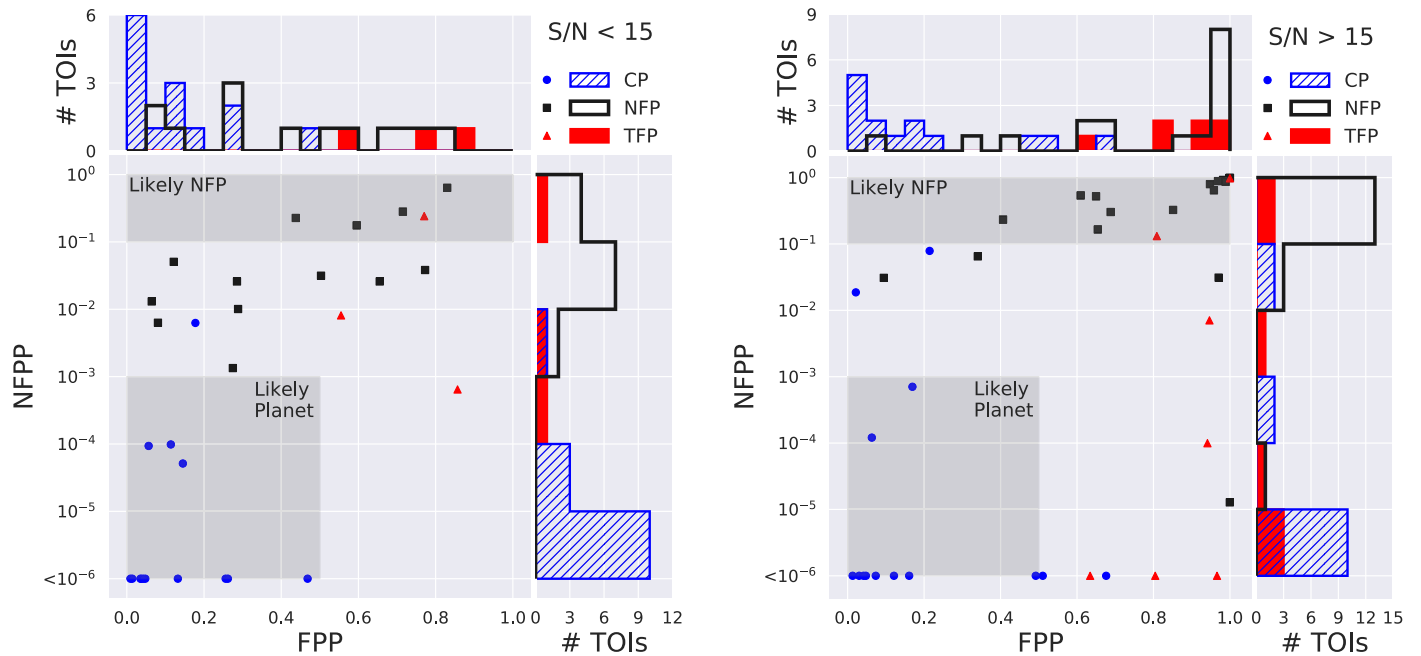 6
3
0
# TOIs
S/N < 15
CP
NFP
TFP
10⁰
10⁻¹
10⁻²
10⁻³
10⁻⁴
10⁻⁵
<10⁻⁶
NFPP
Likely NFP
Likely
Planet
0.0 0.2 0.4 0.6 0.8 1.0
FPP
0 3 6 9 12
# TOIs
9
6
3
0
# TOIs
S/N > 15
CP
NFP
TFP
10⁰
10⁻¹
10⁻²
10⁻³
10⁻⁴
10⁻⁵
<10⁻⁶
NFPP
Likely NFP
Likely
Planet
0.0 0.2 0.4 0.6 0.8 1.0
FPP
0 3 6 9 12 15
# TOIs